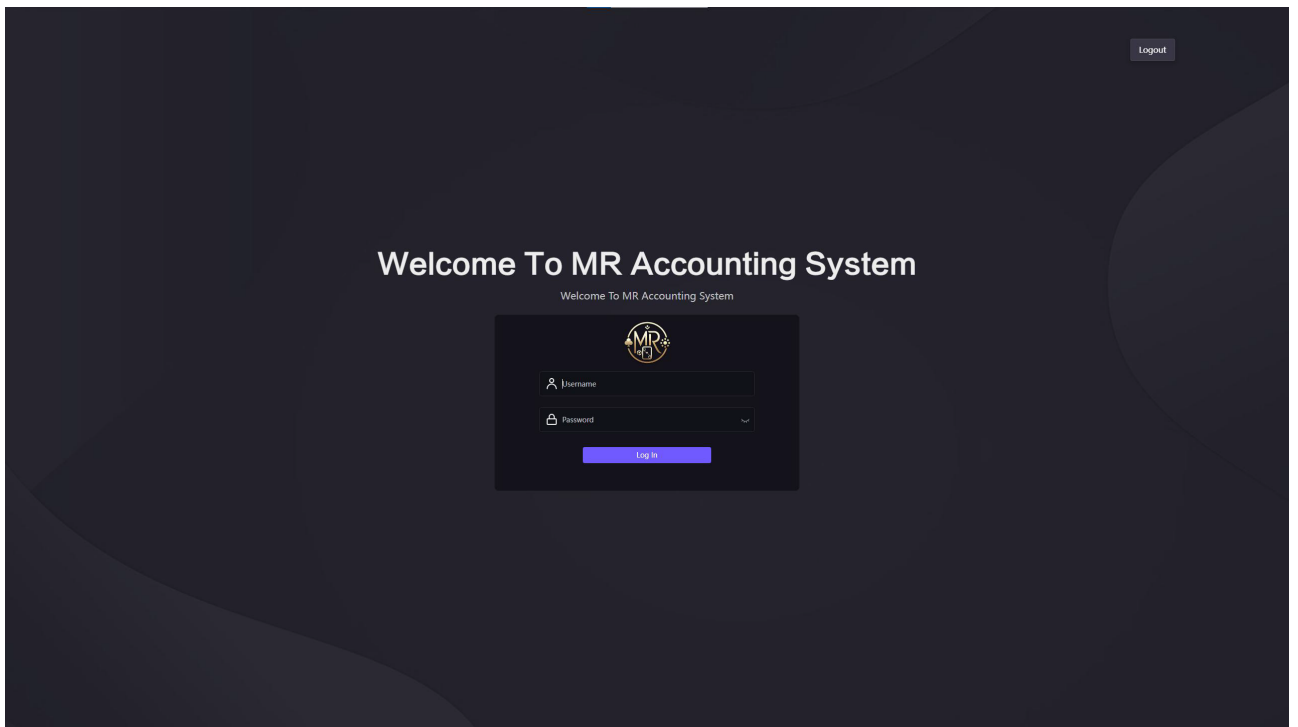 Logout
Welcome To MR Accounting System
Welcome To MR Accounting System
MR
Username
Password
Log In